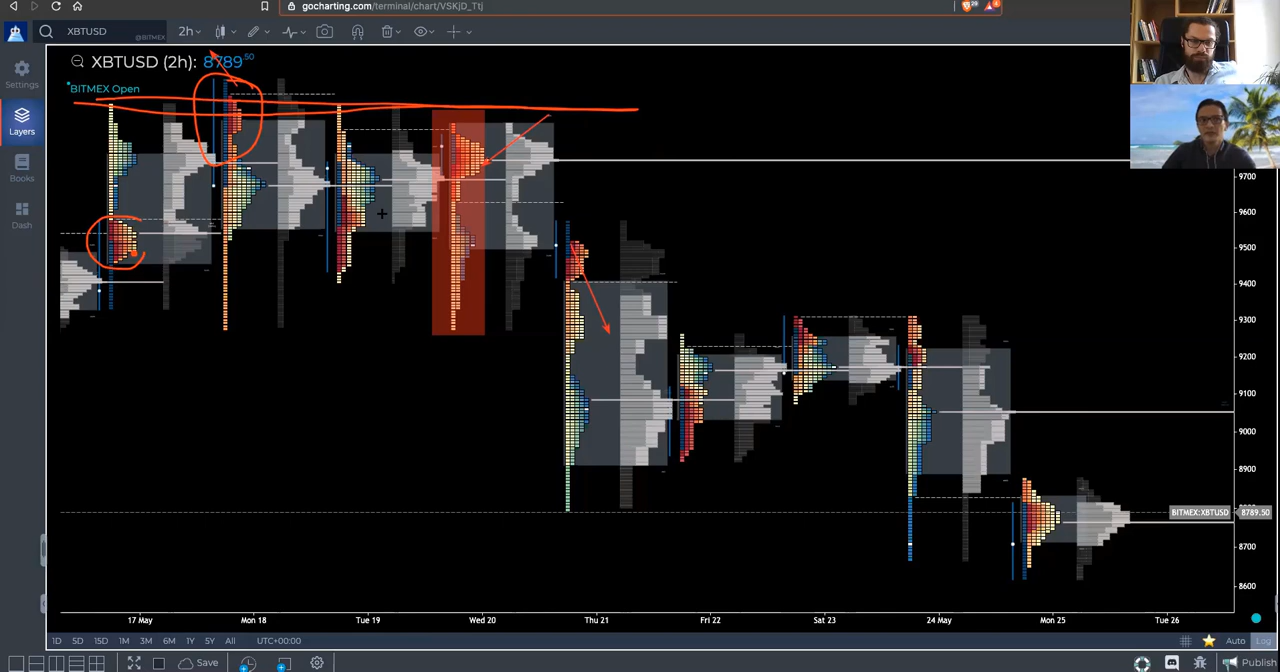 gocharting.com/terminal/chart/VSKjD_Ttj
XBTUSD @BITMEX 2h
XBTUSD (2h): 8789.50
BITMEX Open
Settings
Layers
Books
Dash
9700
9600
9500
9400
9300
9200
9100
9000
8900
BITMEX:XBTUSD 8789.50
8700
8600
17 May Mon 18 Tue 19 Wed 20 Thu 21 Fri 22 Sat 23 24 May Mon 25 Tue 26
1D 5D 15D 1M 3M 6M 1Y 5Y All UTC+00:00 Auto Log
Save Publish